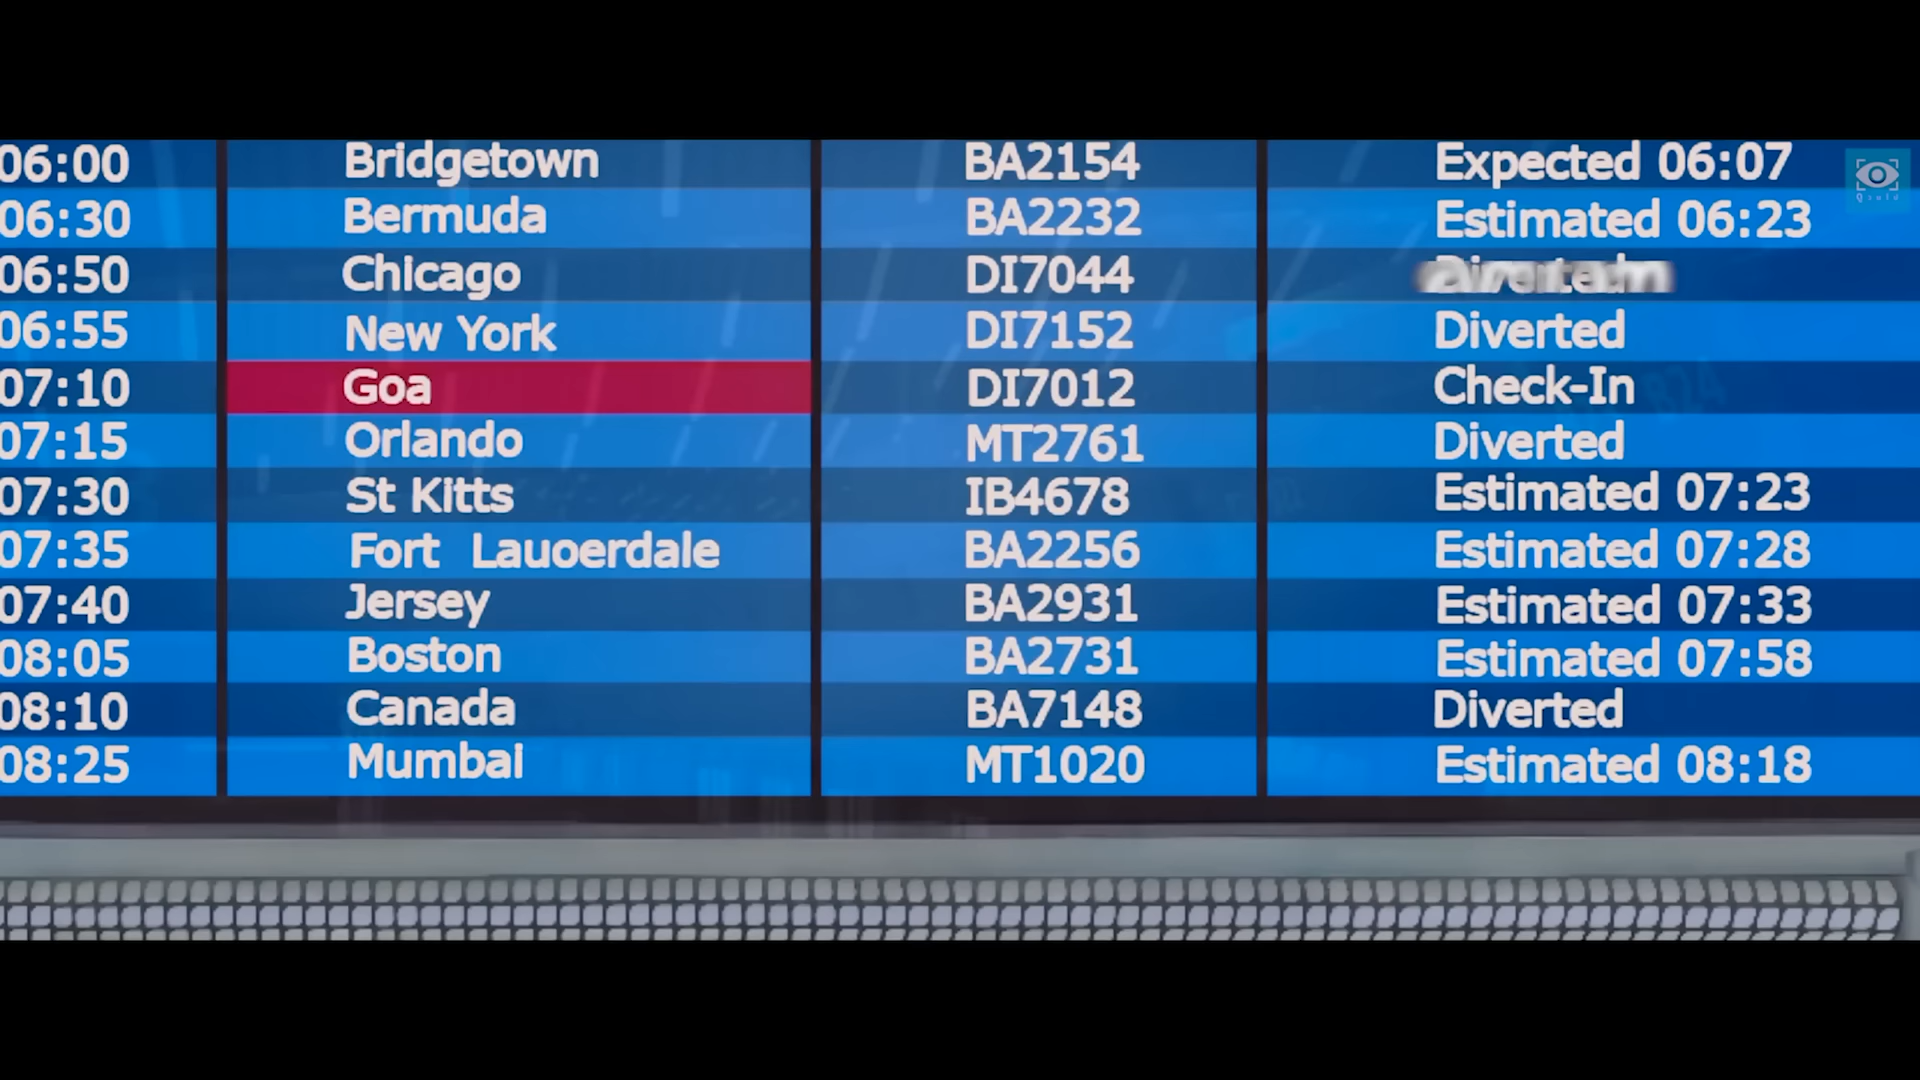 06:00 Bridgetown BA2154 Expected 06:07
06:30 Bermuda BA2232 Estimated 06:23
06:50 Chicago DI7044
06:55 New York DI7152 Diverted
07:10 Goa DI7012 Check-In
07:15 Orlando MT2761 Diverted
07:30 St Kitts IB4678 Estimated 07:23
07:35 Fort Lauoerdale BA2256 Estimated 07:28
07:40 Jersey BA2931 Estimated 07:33
08:05 Boston BA2731 Estimated 07:58
08:10 Canada BA7148 Diverted
08:25 Mumbai MT1020 Estimated 08:18